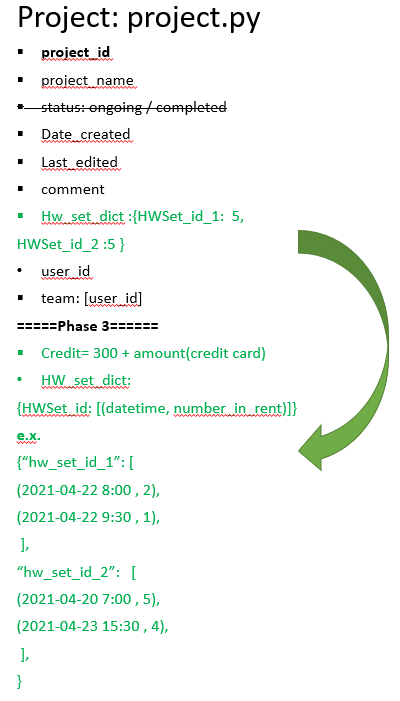 Project: project.py
▪ project_id
▪ project_name
▪ status: ongoing / completed
▪ Date_created
▪ Last_edited
▪ comment
▪ Hw_set_dict :{HWSet_id_1: 5,
HWSet_id_2 :5 }
• user_id
▪ team: [user_id]
=====Phase 3======
▪ Credit= 300 + amount(credit card)
• HW_set_dict:
{HWSet_id: [(datetime, number_in_rent)]}
e.x.
{“hw_set_id_1”: [
(2021-04-22 8:00 , 2),
(2021-04-22 9:30 , 1),
],
“hw_set_id_2”: [
(2021-04-20 7:00 , 5),
(2021-04-23 15:30 , 4),
],
}